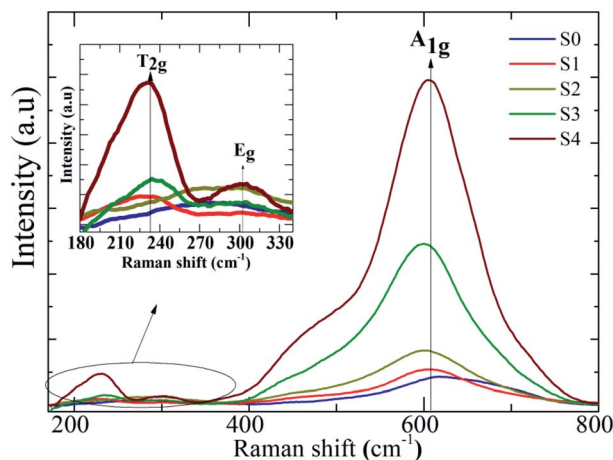 A1g
S0
S1
S2
S3
S4
T2g
Eg
Intensity (a.u)
180 210 240 270 300 330
Raman shift (cm-1)
Intensity (a.u)
200 400 600 800
Raman shift (cm-1)